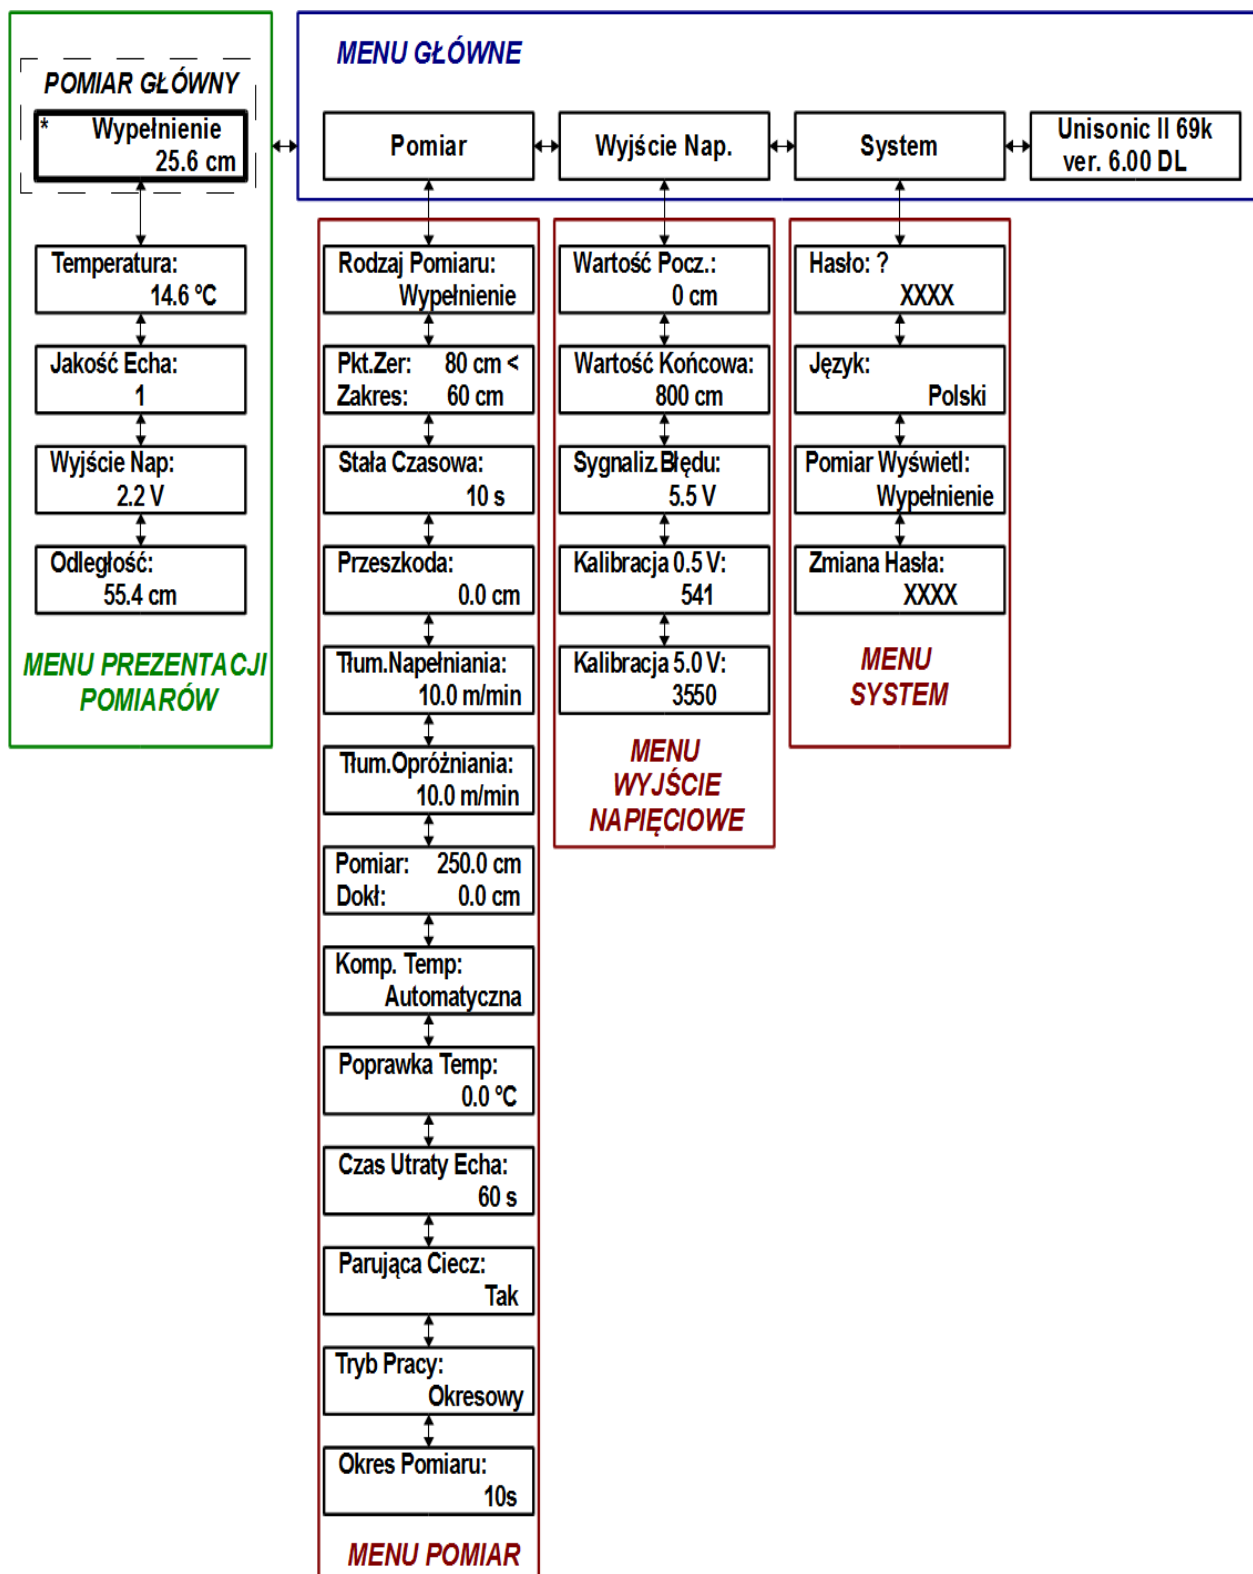 POMIAR GŁÓWNY
* Wypełnienie
25.6 cm
Temperatura:
14.6 °C
Jakość Echa:
1
Wyjście Nap:
2.2 V
Odległość:
55.4 cm
MENU PREZENTACJI
POMIARÓW
MENU GŁÓWNE
Pomiar
Wyjście Nap.
System
Unisonic II 69k
ver. 6.00 DL
Rodzaj Pomiaru:
Wypełnienie
Pkt.Zer: 80 cm <
Zakres: 60 cm
Stała Czasowa:
10 s
Przeszkoda:
0.0 cm
Tłum.Napełniania:
10.0 m/min
Tłum.Opróżniania:
10.0 m/min
Pomiar: 250.0 cm
Dokł: 0.0 cm
Komp. Temp:
Automatyczna
Poprawka Temp:
0.0 °C
Czas Utraty Echa:
60 s
Parująca Ciecz:
Tak
Tryb Pracy:
Okresowy
Okres Pomiaru:
10s
MENU POMIAR
Wartość Pocz.:
0 cm
Wartość Końcowa:
800 cm
Sygnaliz.Błędu:
5.5 V
Kalibracja 0.5 V:
541
Kalibracja 5.0 V:
3550
MENU
WYJŚCIE
NAPIĘCIOWE
Hasło: ?
XXXX
Język:
Polski
Pomiar Wyświetl:
Wypełnienie
Zmiana Hasła:
XXXX
MENU
SYSTEM